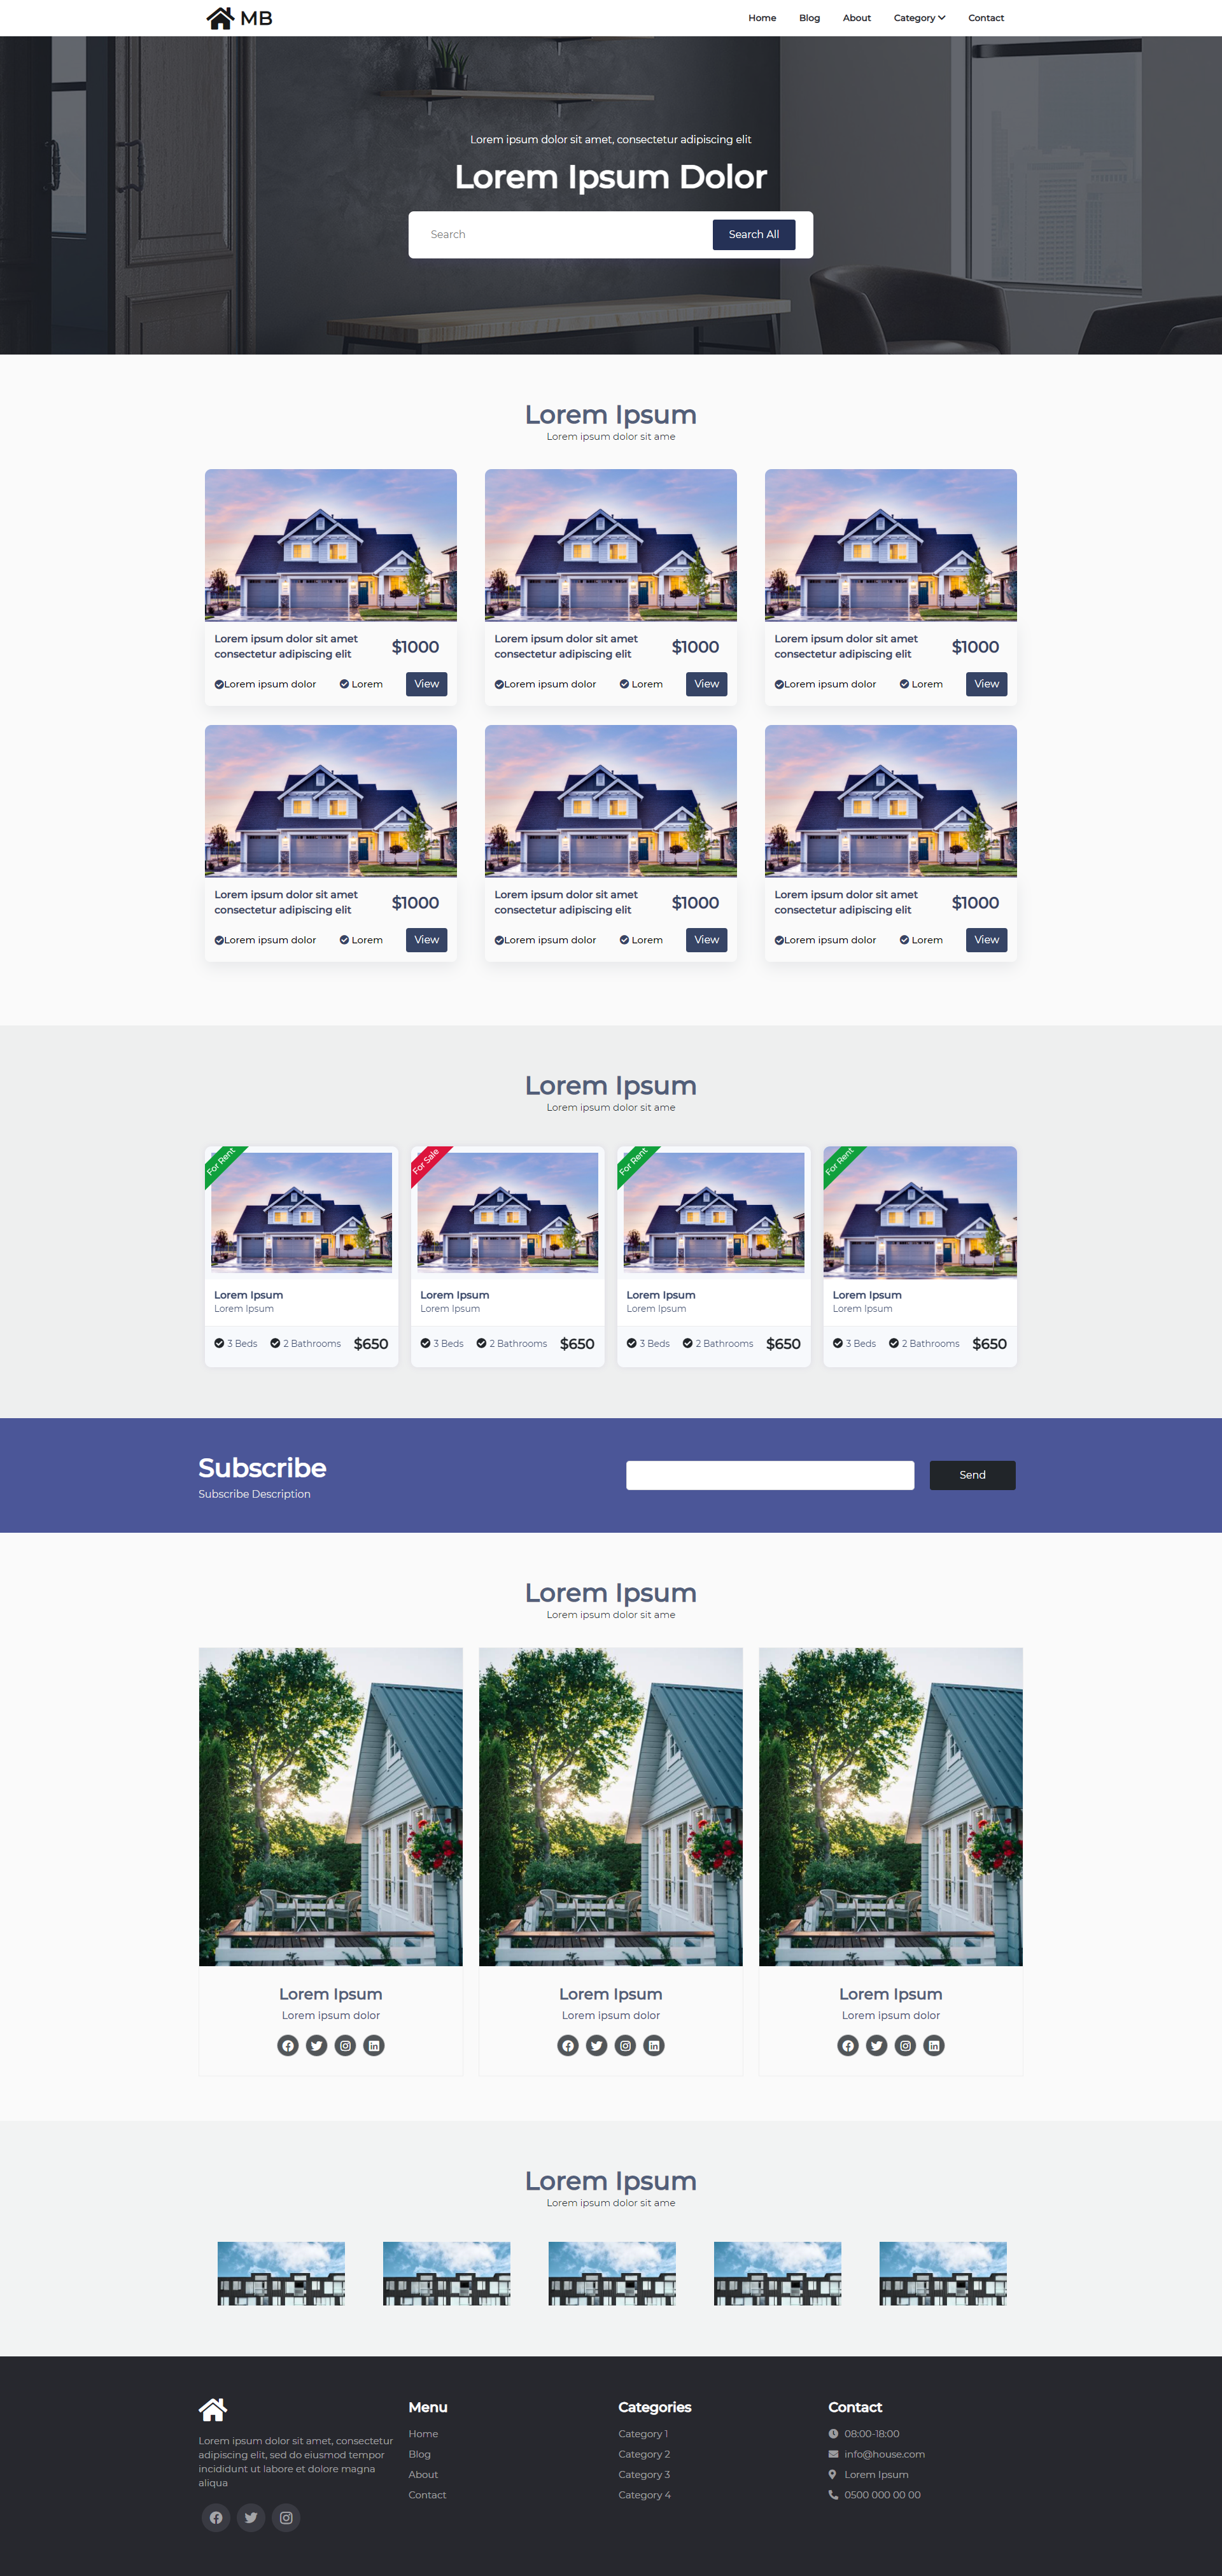 MB
Home Blog About Category Contact
Lorem ipsum dolor sit amet, consectetur adipiscing elit
Lorem Ipsum Dolor
Search Search All
Lorem Ipsum
Lorem ipsum dolor sit ame
Lorem ipsum dolor sit amet
consectetur adipiscing elit
$1000
Lorem ipsum dolor Lorem View
Lorem ipsum dolor sit amet
consectetur adipiscing elit
$1000
Lorem ipsum dolor Lorem View
Lorem ipsum dolor sit amet
consectetur adipiscing elit
$1000
Lorem ipsum dolor Lorem View
Lorem ipsum dolor sit amet
consectetur adipiscing elit
$1000
Lorem ipsum dolor Lorem View
Lorem ipsum dolor sit amet
consectetur adipiscing elit
$1000
Lorem ipsum dolor Lorem View
Lorem ipsum dolor sit amet
consectetur adipiscing elit
$1000
Lorem ipsum dolor Lorem View
Lorem Ipsum
Lorem ipsum dolor sit ame
For Rent
Lorem Ipsum
Lorem Ipsum
3 Beds 2 Bathrooms $650
For Sale
Lorem Ipsum
Lorem Ipsum
3 Beds 2 Bathrooms $650
For Rent
Lorem Ipsum
Lorem Ipsum
3 Beds 2 Bathrooms $650
For Rent
Lorem Ipsum
Lorem Ipsum
3 Beds 2 Bathrooms $650
Subscribe
Subscribe Description
Send
Lorem Ipsum
Lorem ipsum dolor sit ame
Lorem Ipsum
Lorem ipsum dolor
Lorem Ipsum
Lorem ipsum dolor
Lorem Ipsum
Lorem ipsum dolor
Lorem Ipsum
Lorem ipsum dolor sit ame
Lorem ipsum dolor sit amet, consectetur
adipiscing elit, sed do eiusmod tempor
incididunt ut labore et dolore magna
aliqua
Menu
Home
Blog
About
Contact
Categories
Category 1
Category 2
Category 3
Category 4
Contact
08:00-18:00
info@house.com
Lorem Ipsum
0500 000 00 00